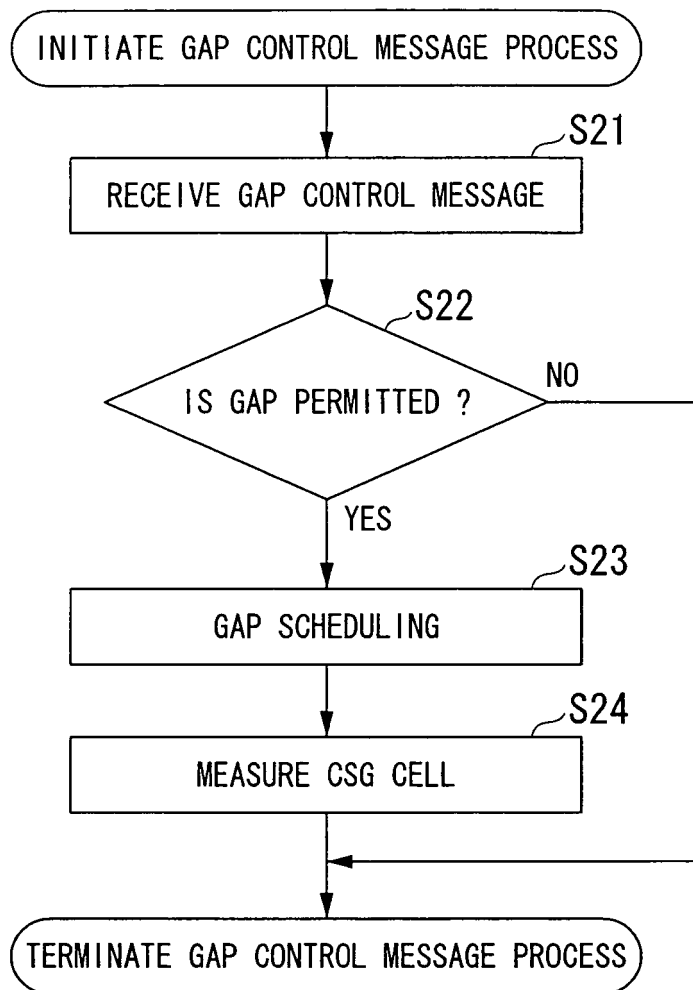 INITIATE GAP CONTROL MESSAGE PROCESS
S21
RECEIVE GAP CONTROL MESSAGE
S22
IS GAP PERMITTED ?
NO
YES
S23
GAP SCHEDULING
S24
MEASURE CSG CELL
TERMINATE GAP CONTROL MESSAGE PROCESS